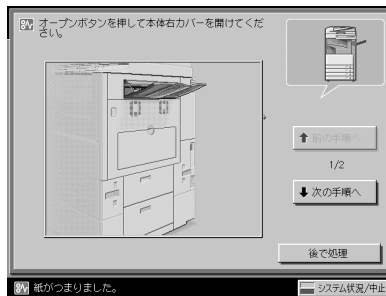 オープンボタンを押して本体右カバーを開けてくだ
さい。
前の手順へ
1/2
次の手順へ
後で処理
紙がつまりました。
システム状況/中止